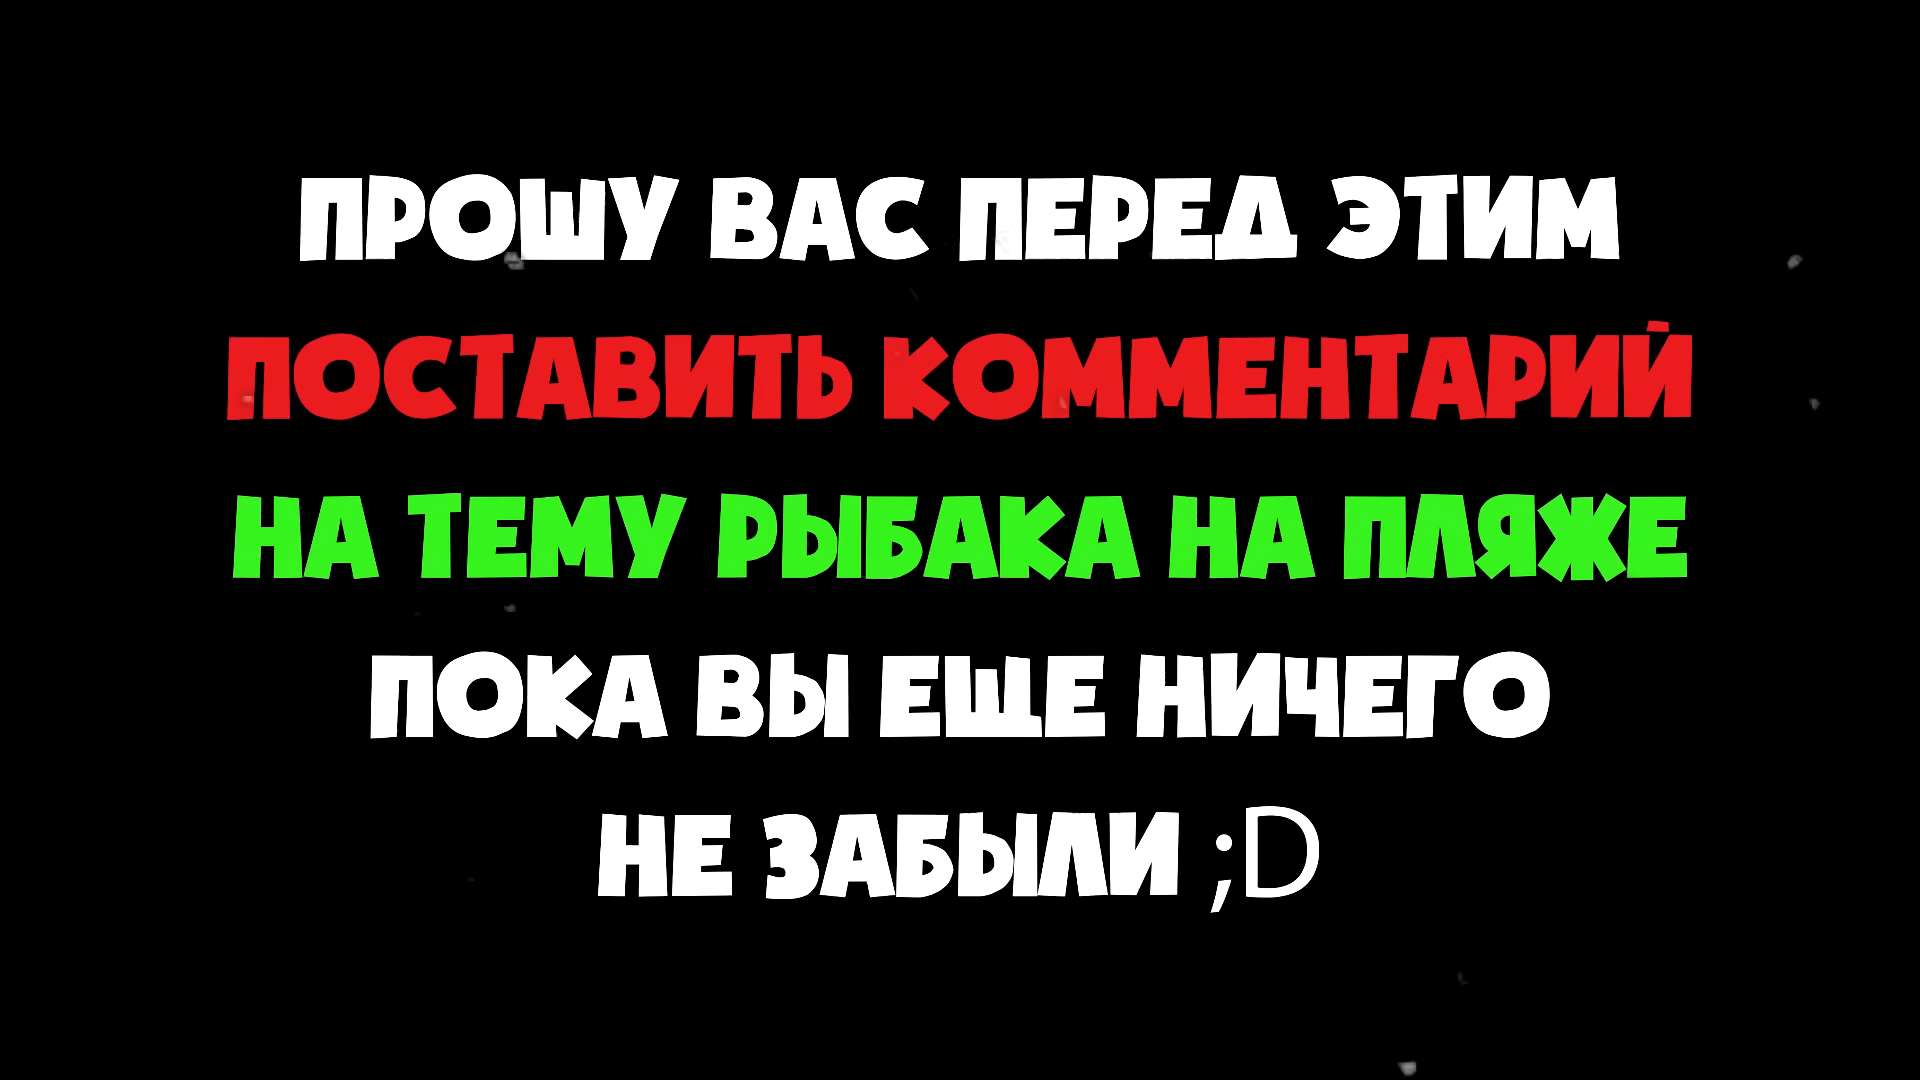 ПРОШУ ВАС ПЕРЕД ЭТИМ
ПОСТАВИТЬ КОММЕНТАРИЙ
НА ТЕМУ РЫБАКА НА ПЛЯЖЕ
ПОКА ВЫ ЕЩЕ НИЧЕГО
НЕ ЗАБЫЛИ ;D